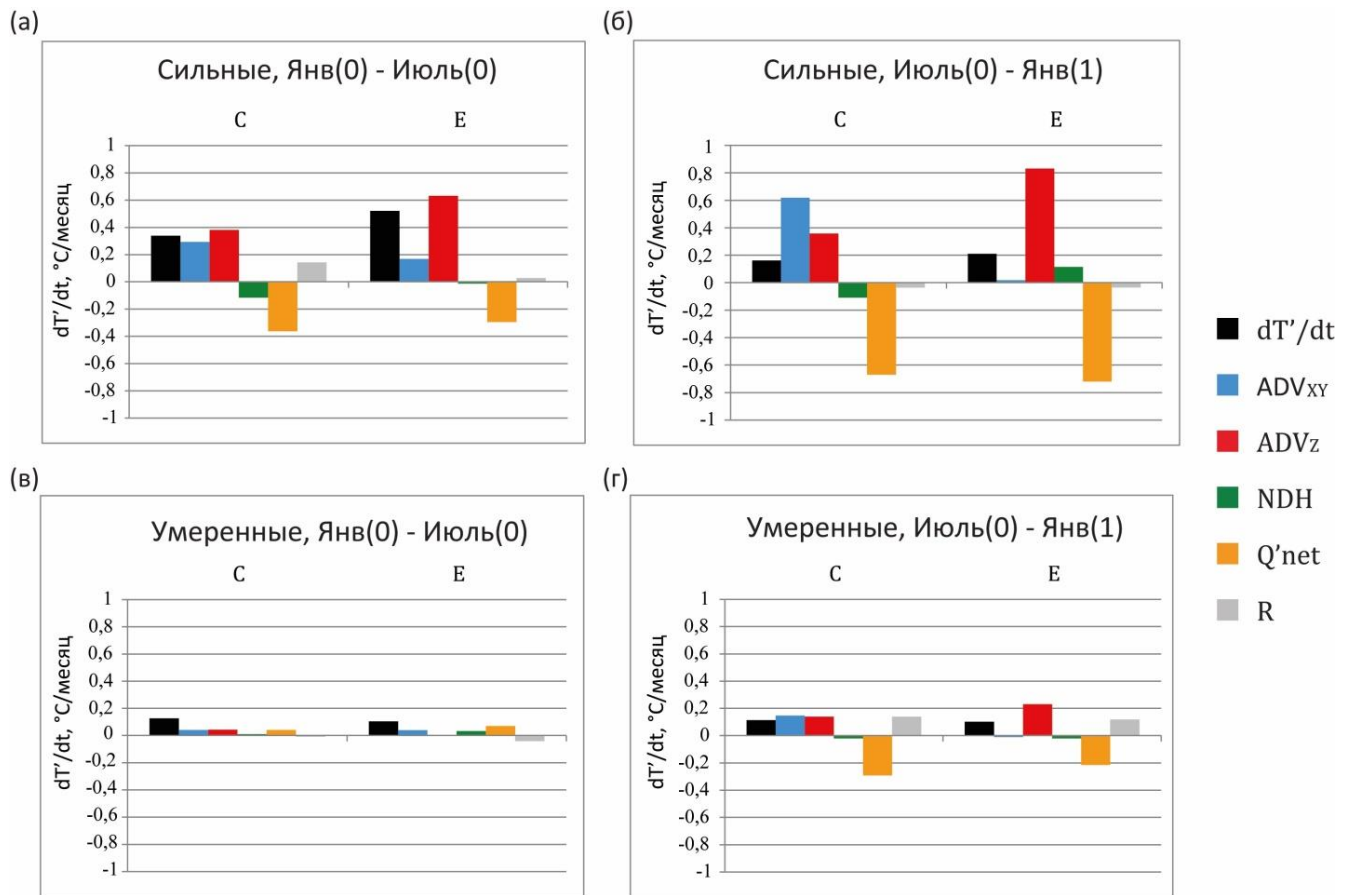 (а)
Сильные, Янв(0) - Июль(0)
C E
1
0,8
0,6
0,4
0,2
0
-0,2
-0,4
-0,6
-0,8
-1
dT'/dt, °C/месяц
(б)
Сильные, Июль(0) - Янв(1)
C E
1
0,8
0,6
0,4
0,2
0
-0,2
-0,4
-0,6
-0,8
-1
dT'/dt, °C/месяц
(в)
Умеренные, Янв(0) - Июль(0)
C E
1
0,8
0,6
0,4
0,2
0
-0,2
-0,4
-0,6
-0,8
-1
dT'/dt, °C/месяц
(г)
Умеренные, Июль(0) - Янв(1)
C E
1
0,8
0,6
0,4
0,2
0
-0,2
-0,4
-0,6
-0,8
-1
dT'/dt, °C/месяц
dT’/dt
ADVXY
ADVZ
NDH
Q’net
R